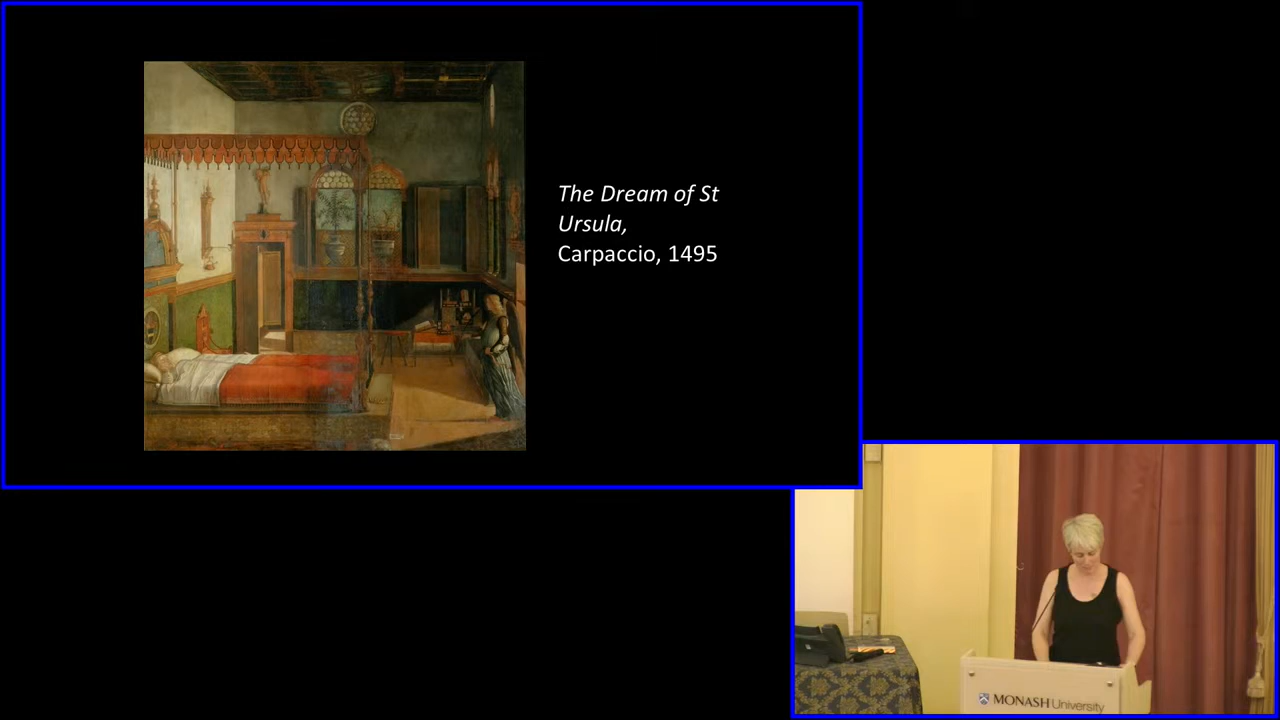 The Dream of St
Ursula,
Carpaccio, 1495
MONASH University